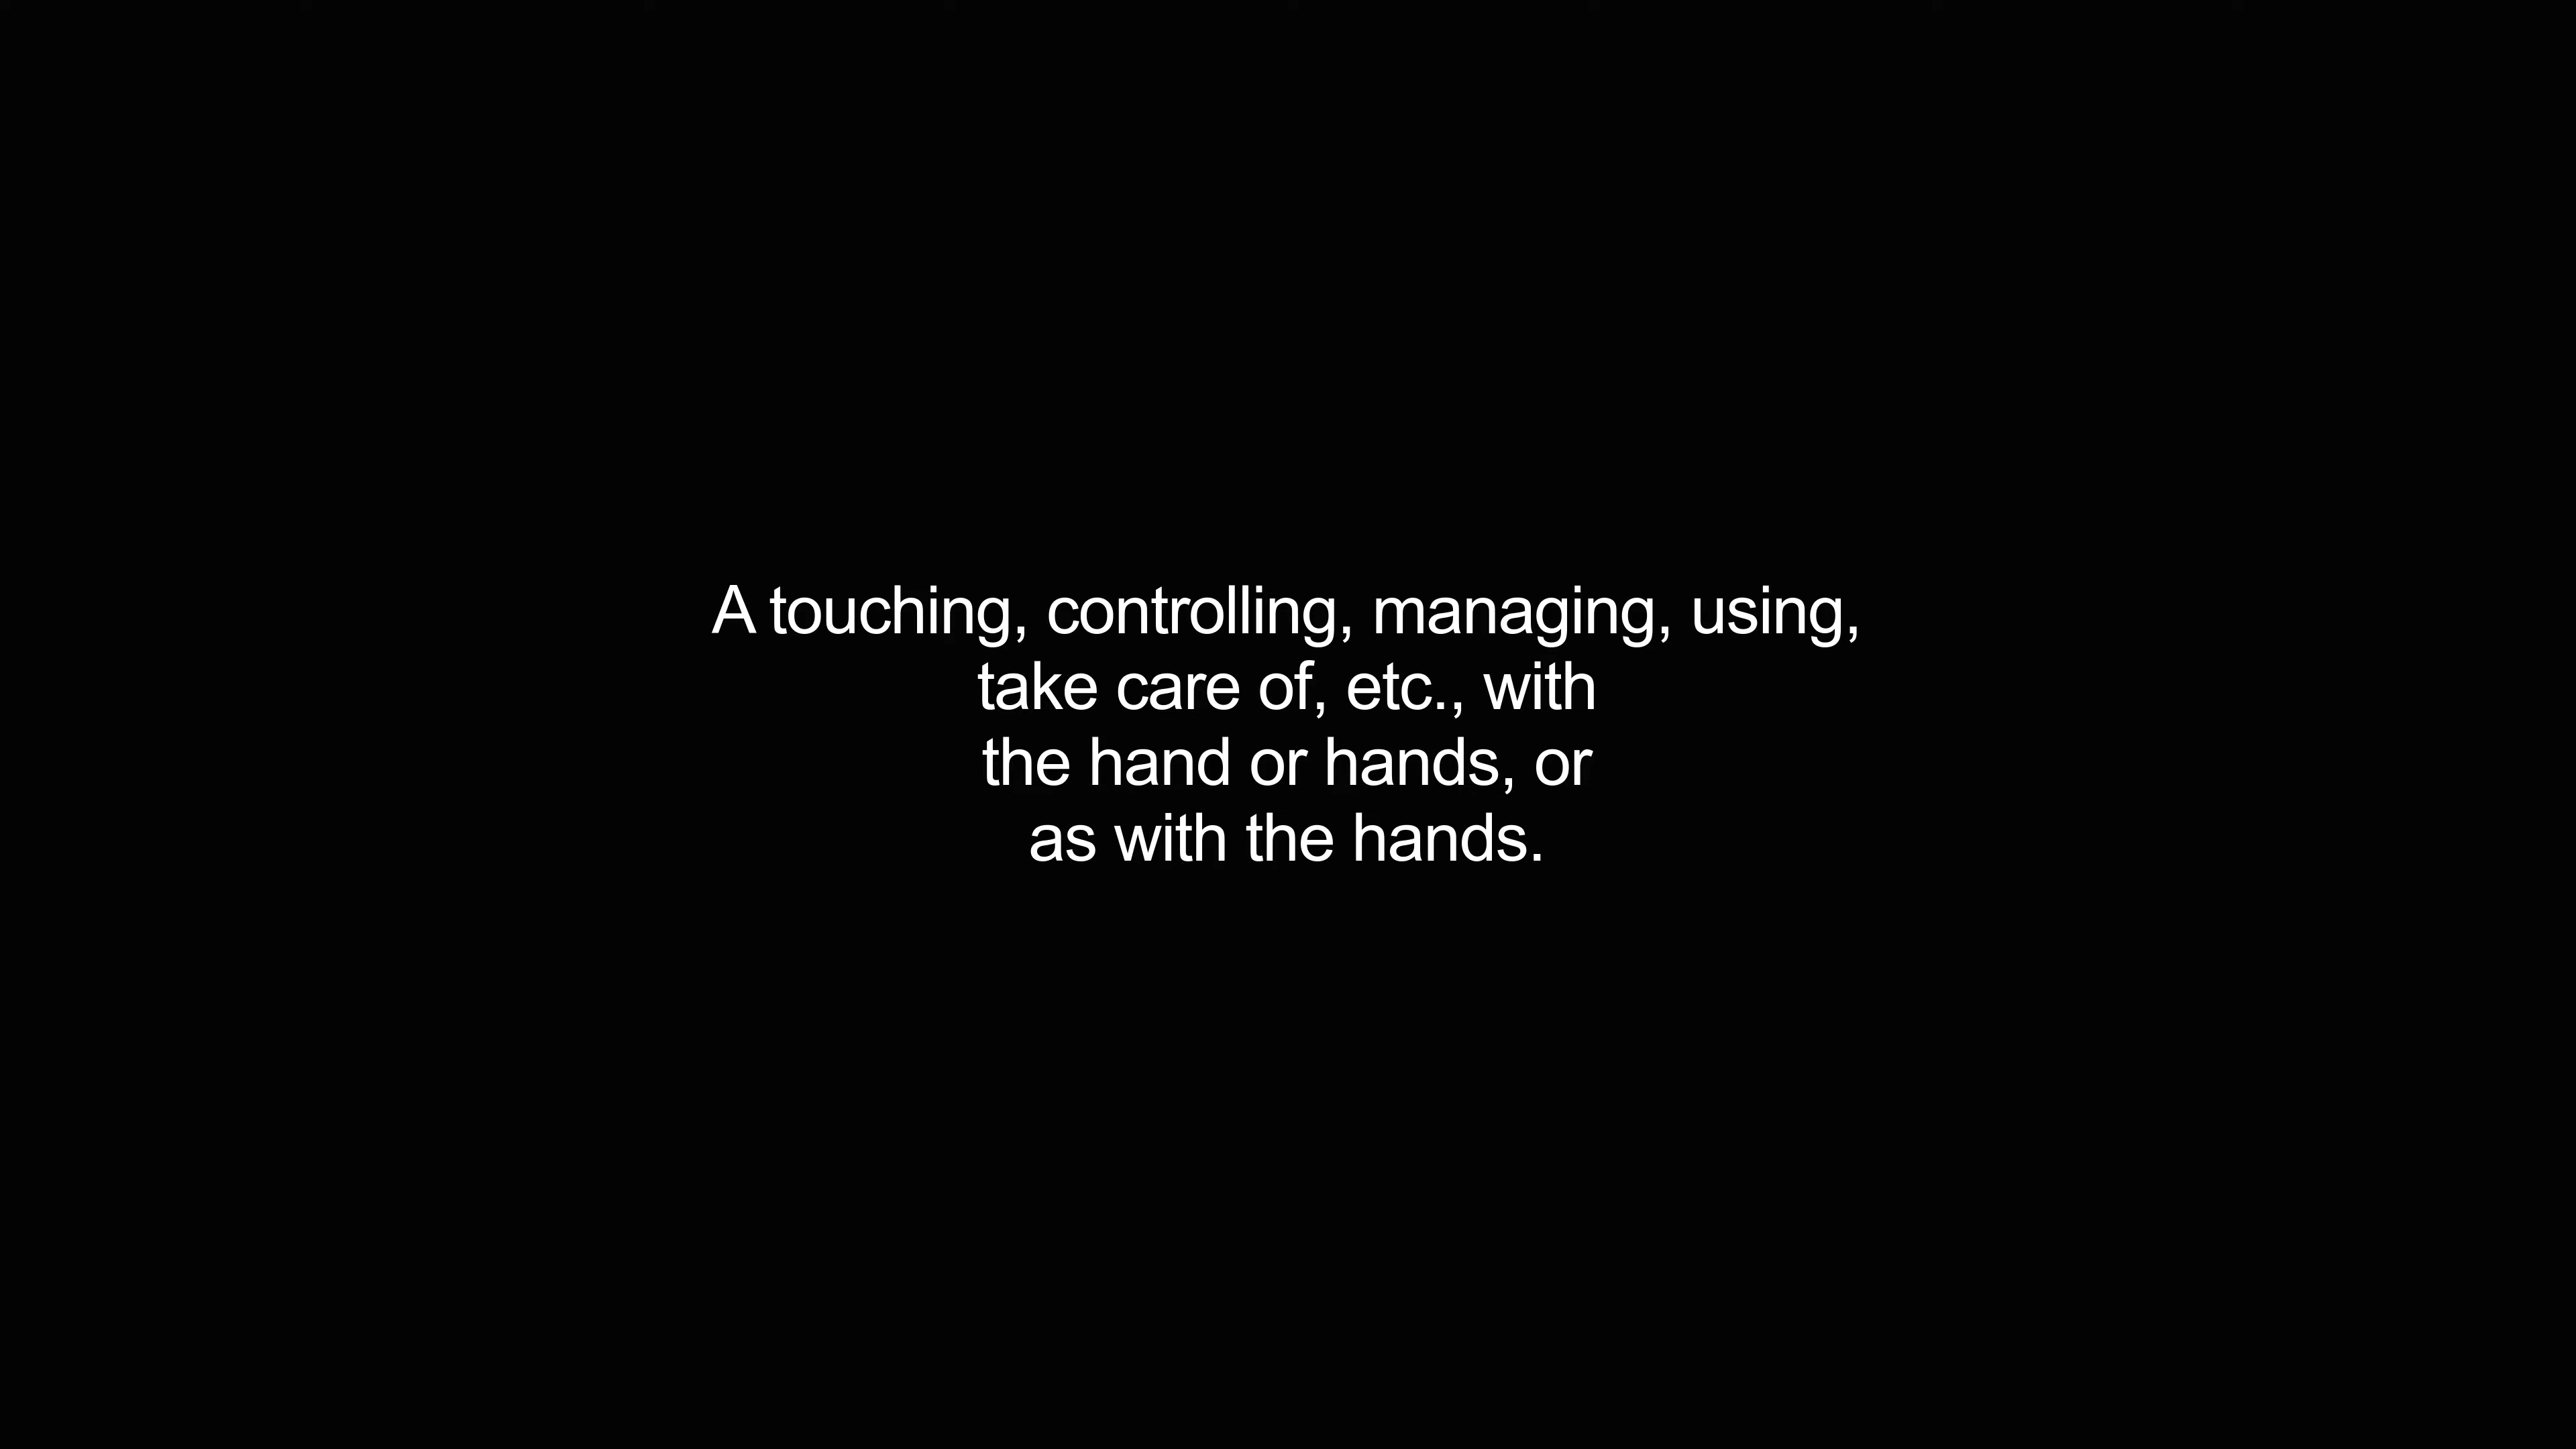 A touching, controlling, managing, using,
take care of, etc., with
the hand or hands, or
as with the hands.